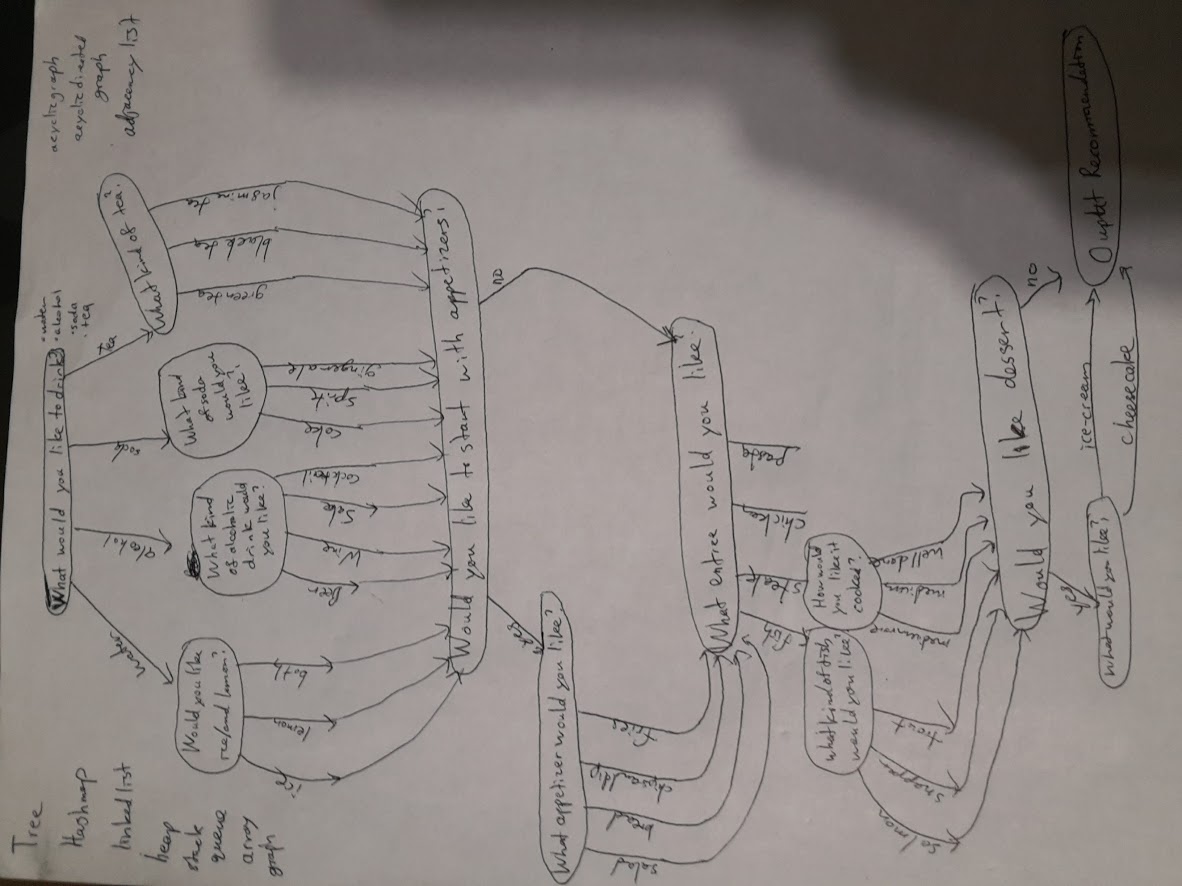 Tree
Hashmap
linked list
heap
stack
queue
array
graph
What would you like to drink?
• water
• alcohol
• soda
• tea
acyclic graph
acyclic directed
graph
adjacency list
water
alcohol
soda
tea
Would you like
ice/and lemon?
What kind
of alcoholic
drink would
you like?
What kind
of soda
would you
like?
What kind of tea?
ice
lemon
both
Beer
Wine
Sake
cocktail
coke
sprite
gingerale
green tea
black tea
jasmine tea
Would you like to start with appetizers?
yes
no
What appetizer would you like?
salad
bread
chips and dip
fries
What entree would you like?
fish
steak
chicken
pasta
what kind of fish
would you like?
How would
you like it
cooked?
Salmon
snapper
trout
medium rare
medium
well done
Would you like dessert?
yes
no
What would you like?
ice-cream
cheesecake
Ouptut Recommendation